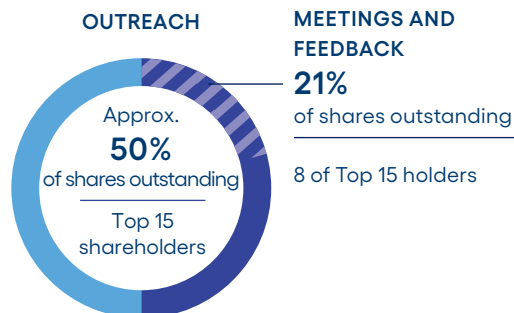 OUTREACH
Approx.
50%
of shares outstanding
Top 15
shareholders
MEETINGS AND
FEEDBACK
21%
of shares outstanding
8 of Top 15 holders